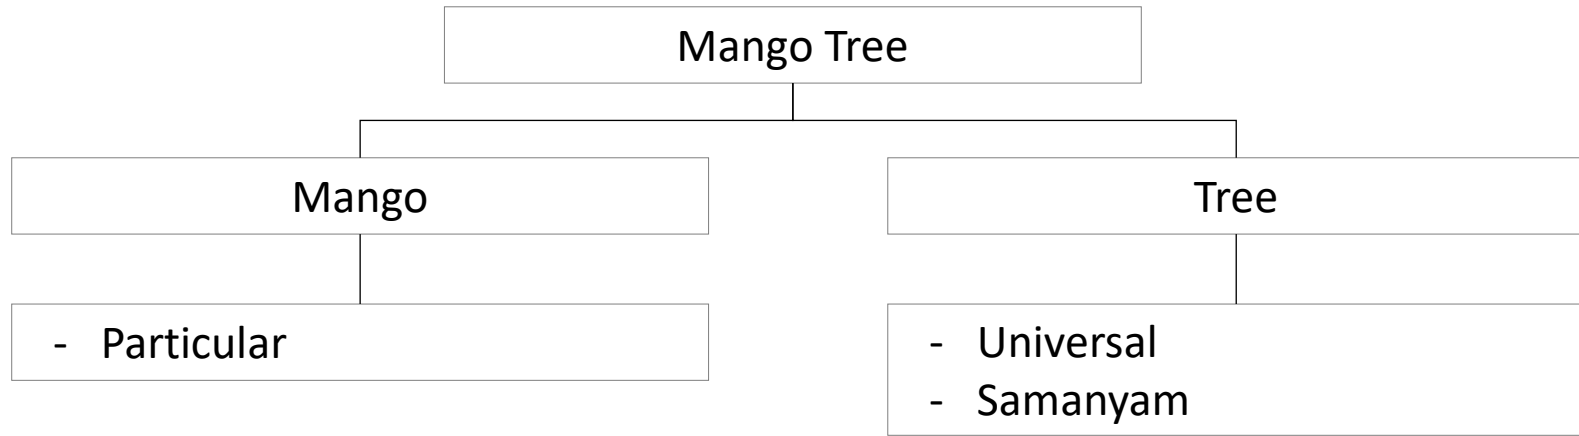 Mango Tree
Mango
Tree
- Particular
- Universal
- Samanyam